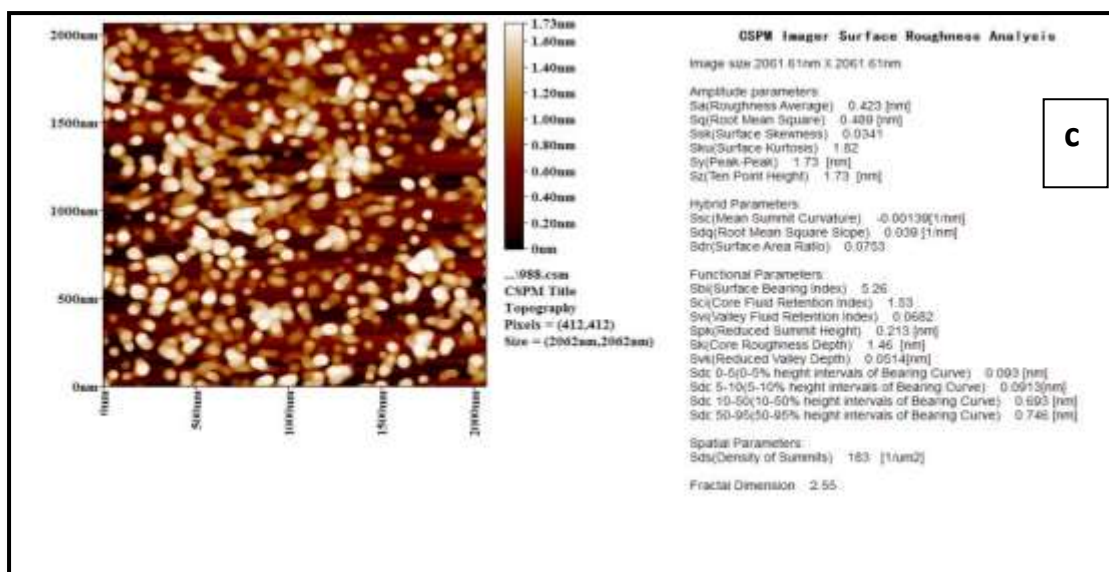 2000nm
1500nm
1000nm
500nm
0nm
0nm
500nm
1000nm
1500nm
2000nm
1.73nm
1.60nm
1.40nm
1.20nm
1.00nm
0.80nm
0.60nm
0.40nm
0.20nm
0nm
...\988.csm
CSPM Title
Topography
Pixels = (412,412)
Size = (2062nm,2062nm)
CSPM Imager Surface Roughness Analysis
Image size:2061.61nm X 2061.61nm
Amplitude parameters:
Sa(Roughness Average) 0.423 [nm]
Sq(Root Mean Square) 0.489 [nm]
Ssk(Surface Skewness) 0.0341
Sku(Surface Kurtosis) 1.82
Sy(Peak-Peak) 1.73 [nm]
Sz(Ten Point Height) 1.73 [nm]
Hybrid Parameters:
Ssc(Mean Summit Curvature) -0.00139[1/nm]
Sdq(Root Mean Square Slope) 0.039 [1/nm]
Sdr(Surface Area Ratio) 0.0753
Functional Parameters:
Sbi(Surface Bearing Index) 5.26
Sci(Core Fluid Retention Index) 1.53
Svi(Valley Fluid Retention Index) 0.0682
Spk(Reduced Summit Height) 0.213 [nm]
Sk(Core Roughness Depth) 1.46 [nm]
Svk(Reduced Valley Depth) 0.0514[nm]
Sdc 0-5(0-5% height intervals of Bearing Curve) 0.093 [nm]
Sdc 5-10(5-10% height intervals of Bearing Curve) 0.0913[nm]
Sdc 10-50(10-50% height intervals of Bearing Curve) 0.693 [nm]
Sdc 50-95(50-95% height intervals of Bearing Curve) 0.746 [nm]
Spatial Parameters:
Sds(Density of Summits) 163 [1/um2]
Fractal Dimension 2.55
c